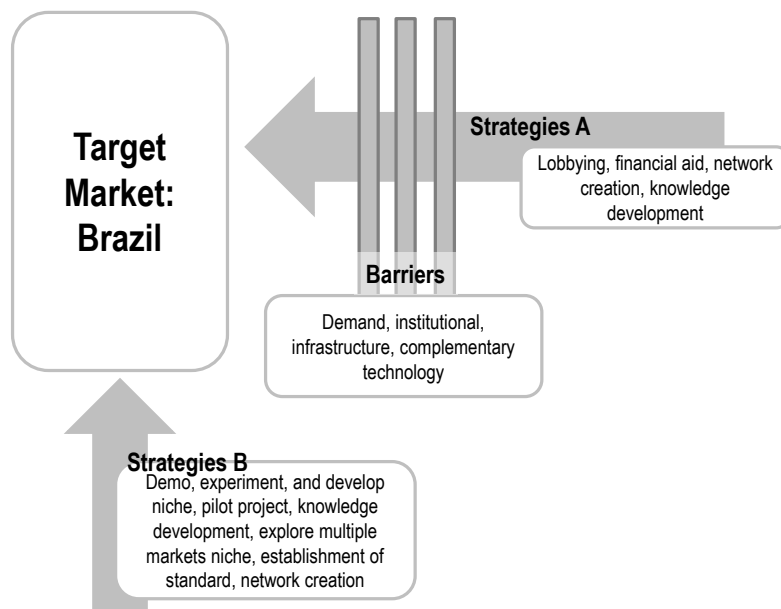 Target
Market:
Brazil
Strategies A
Lobbying, financial aid, network
creation, knowledge
development
Barriers
Demand, institutional,
infrastructure, complementary
technology
Strategies B
Demo, experiment, and develop
niche, pilot project, knowledge
development, explore multiple
markets niche, establishment of
standard, network creation